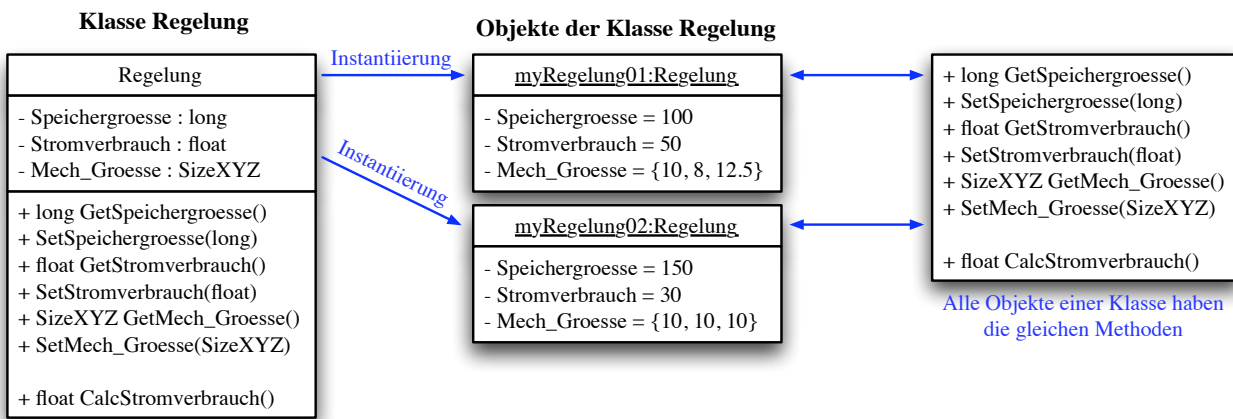 Klasse Regelung
Regelung
- Speichergroesse : long
- Stromverbrauch : float
- Mech_Groesse : SizeXYZ
+ long GetSpeichergroesse()
+ SetSpeichergroesse(long)
+ float GetStromverbrauch()
+ SetStromverbrauch(float)
+ SizeXYZ GetMech_Groesse()
+ SetMech_Groesse(SizeXYZ)
+ float CalcStromverbrauch()
Instantiierung
Instantiierung
Objekte der Klasse Regelung
myRegelung01:Regelung
- Speichergroesse = 100
- Stromverbrauch = 50
- Mech_Groesse = {10, 8, 12.5}
myRegelung02:Regelung
- Speichergroesse = 150
- Stromverbrauch = 30
- Mech_Groesse = {10, 10, 10}
+ long GetSpeichergroesse()
+ SetSpeichergroesse(long)
+ float GetStromverbrauch()
+ SetStromverbrauch(float)
+ SizeXYZ GetMech_Groesse()
+ SetMech_Groesse(SizeXYZ)
+ float CalcStromverbrauch()
Alle Objekte einer Klasse haben
die gleichen Methoden